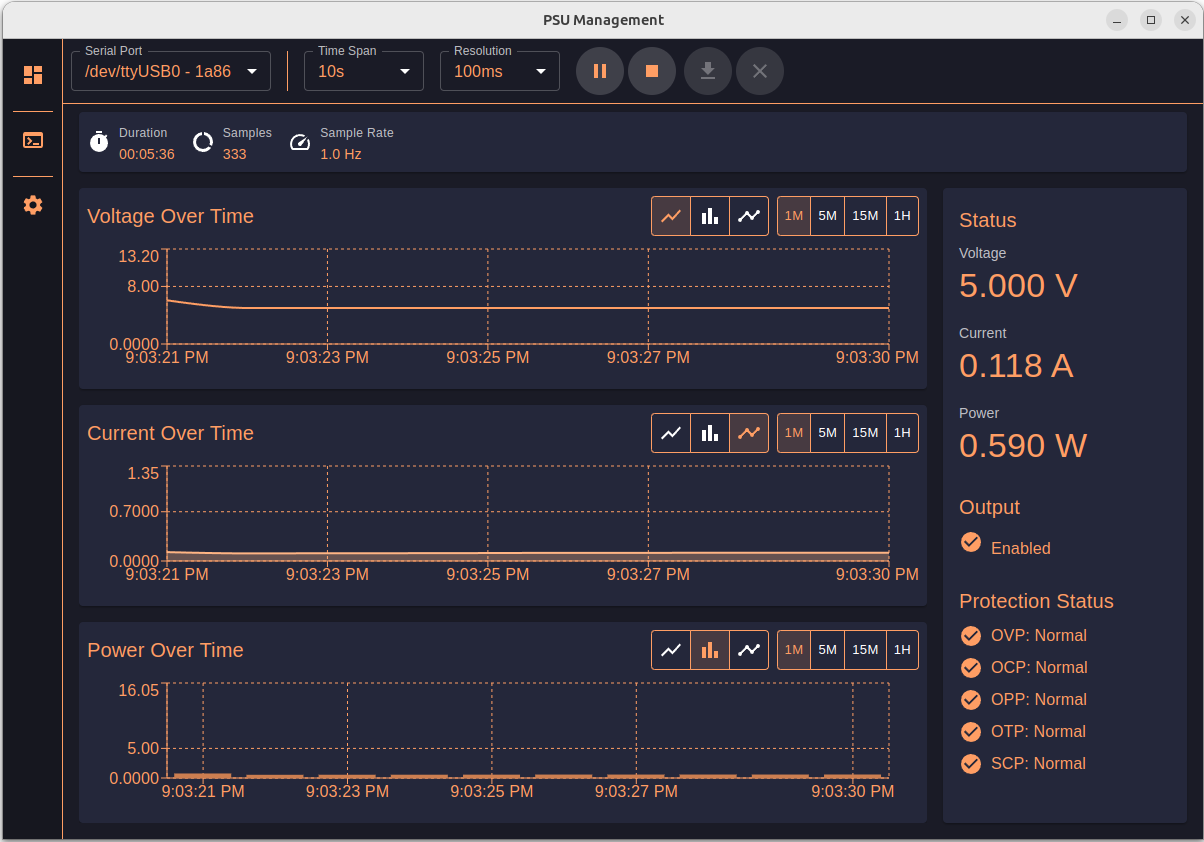 PSU Management
Serial Port
/dev/ttyUSB0 - 1a86
Time Span
10s
Resolution
100ms
Duration
00:05:36
Samples
333
Sample Rate
1.0 Hz
Voltage Over Time
1M 5M 15M 1H
13.20
8.00
0.0000
9:03:21 PM 9:03:23 PM 9:03:25 PM 9:03:27 PM 9:03:30 PM
Current Over Time
1M 5M 15M 1H
1.35
0.7000
0.0000
9:03:21 PM 9:03:23 PM 9:03:25 PM 9:03:27 PM 9:03:30 PM
Power Over Time
1M 5M 15M 1H
16.05
5.00
0.0000
9:03:21 PM 9:03:23 PM 9:03:25 PM 9:03:27 PM 9:03:30 PM
Status
Voltage
5.000 V
Current
0.118 A
Power
0.590 W
Output
Enabled
Protection Status
OVP: Normal
OCP: Normal
OPP: Normal
OTP: Normal
SCP: Normal